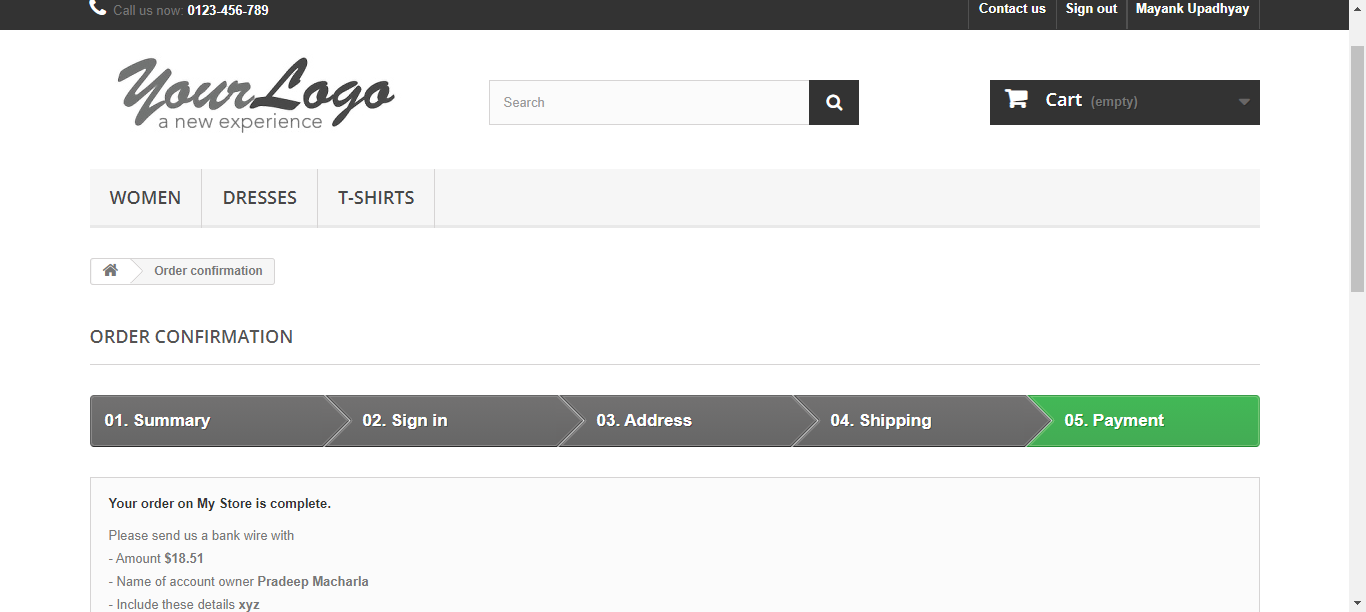 Call us now: 0123-456-789
Contact us
Sign out
Mayank Upadhyay
YourLogo
a new experience
Search
Cart (empty)
WOMEN
DRESSES
T-SHIRTS
Order confirmation
ORDER CONFIRMATION
01. Summary
02. Sign in
03. Address
04. Shipping
05. Payment
Your order on My Store is complete.
Please send us a bank wire with
- Amount $18.51
- Name of account owner Pradeep Macharla
- Include these details xyz